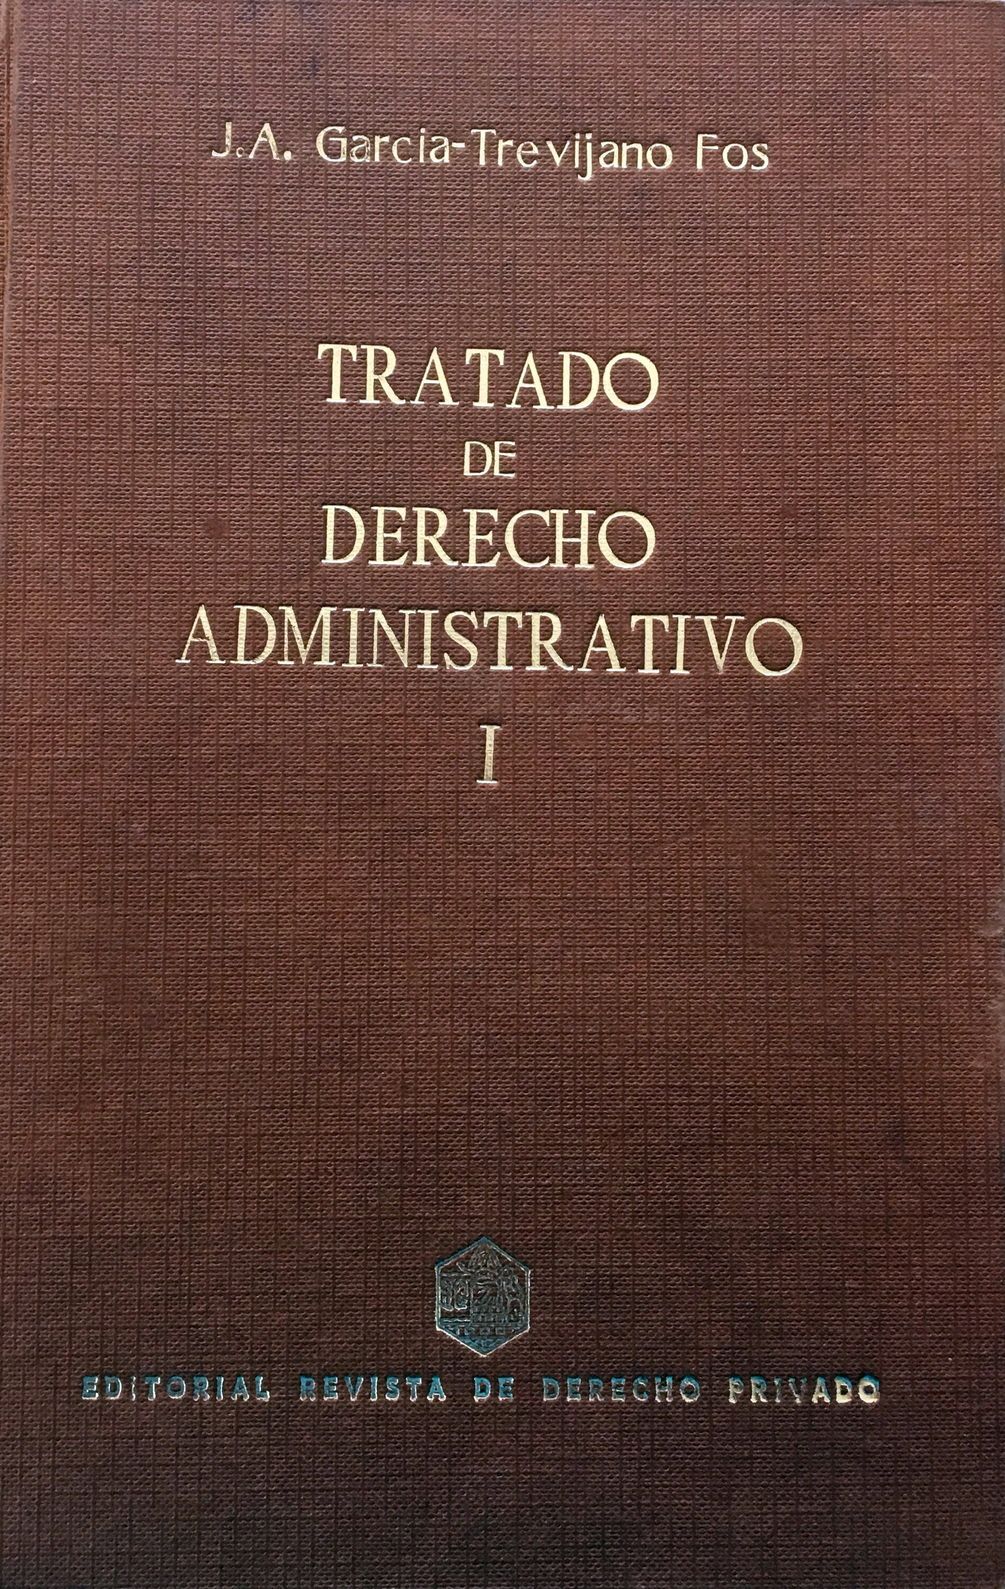 J.A. Garcia-Trevijano Fos
TRATADO
DE
DERECHO
ADMINISTRATIVO
I
EDITORIAL REVISTA DE DERECHO PRIVADO